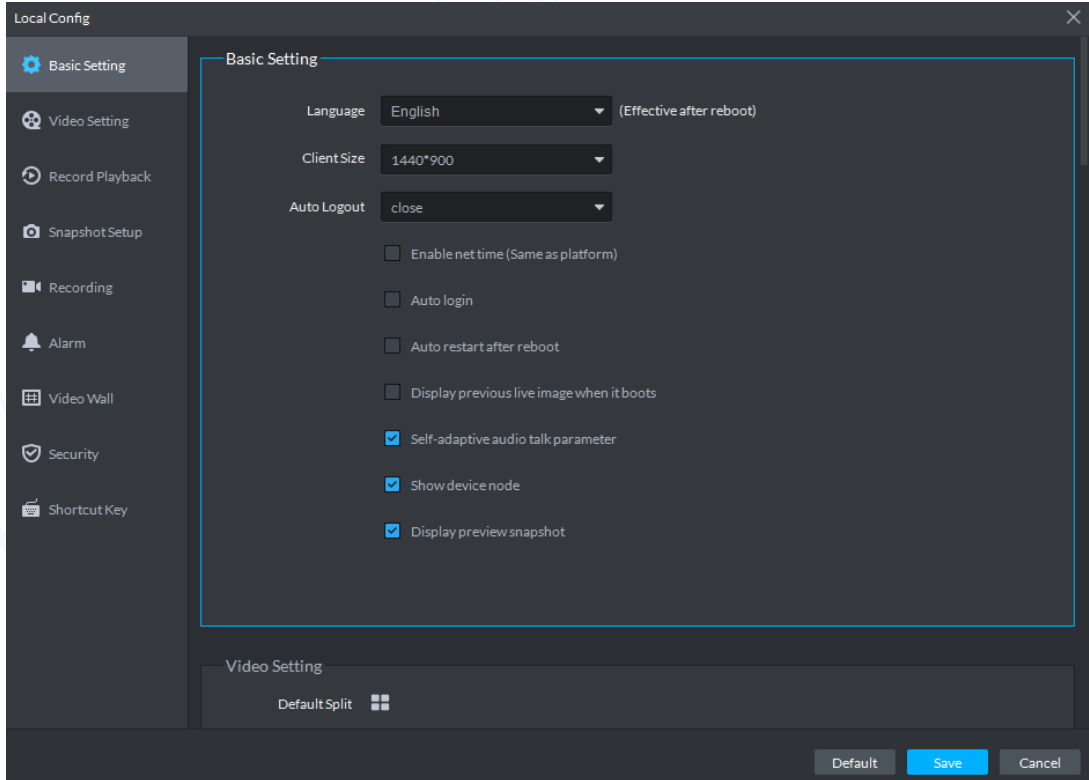 Local Config
Basic Setting
Video Setting
Record Playback
Snapshot Setup
Recording
Alarm
Video Wall
Security
Shortcut Key
Basic Setting
Language English (Effective after reboot)
Client Size 1440*900
Auto Logout close
Enable net time (Same as platform)
Auto login
Auto restart after reboot
Display previous live image when it boots
Self-adaptive audio talk parameter
Show device node
Display preview snapshot
Video Setting
Default Split
Default Save Cancel